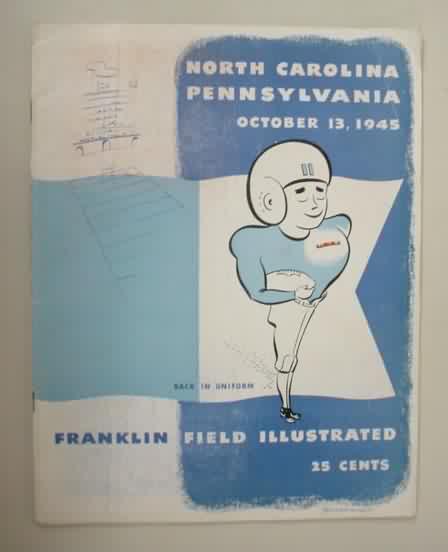 NORTH CAROLINA
PENNSYLVANIA
OCTOBER 13, 1945
BACK IN UNIFORM
FRANKLIN FIELD ILLUSTRATED
25 CENTS